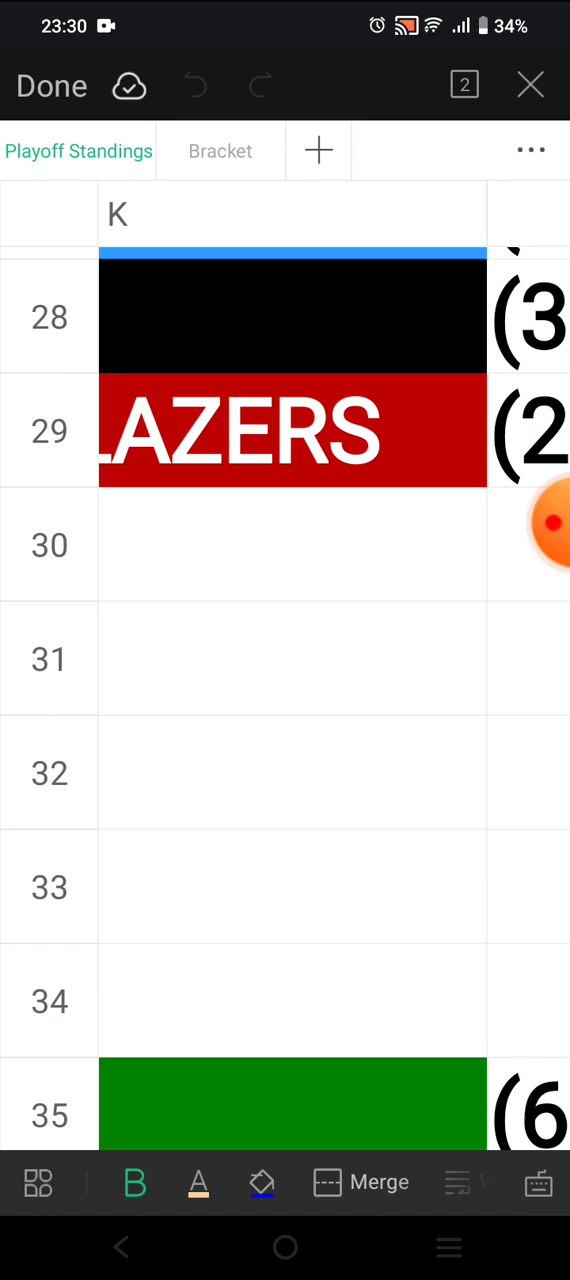 23:30 34%
Done 2
Playoff Standings Bracket
K
28 (3
29 LAZERS (2
30
31
32
33
34
35 (6
B A Merge